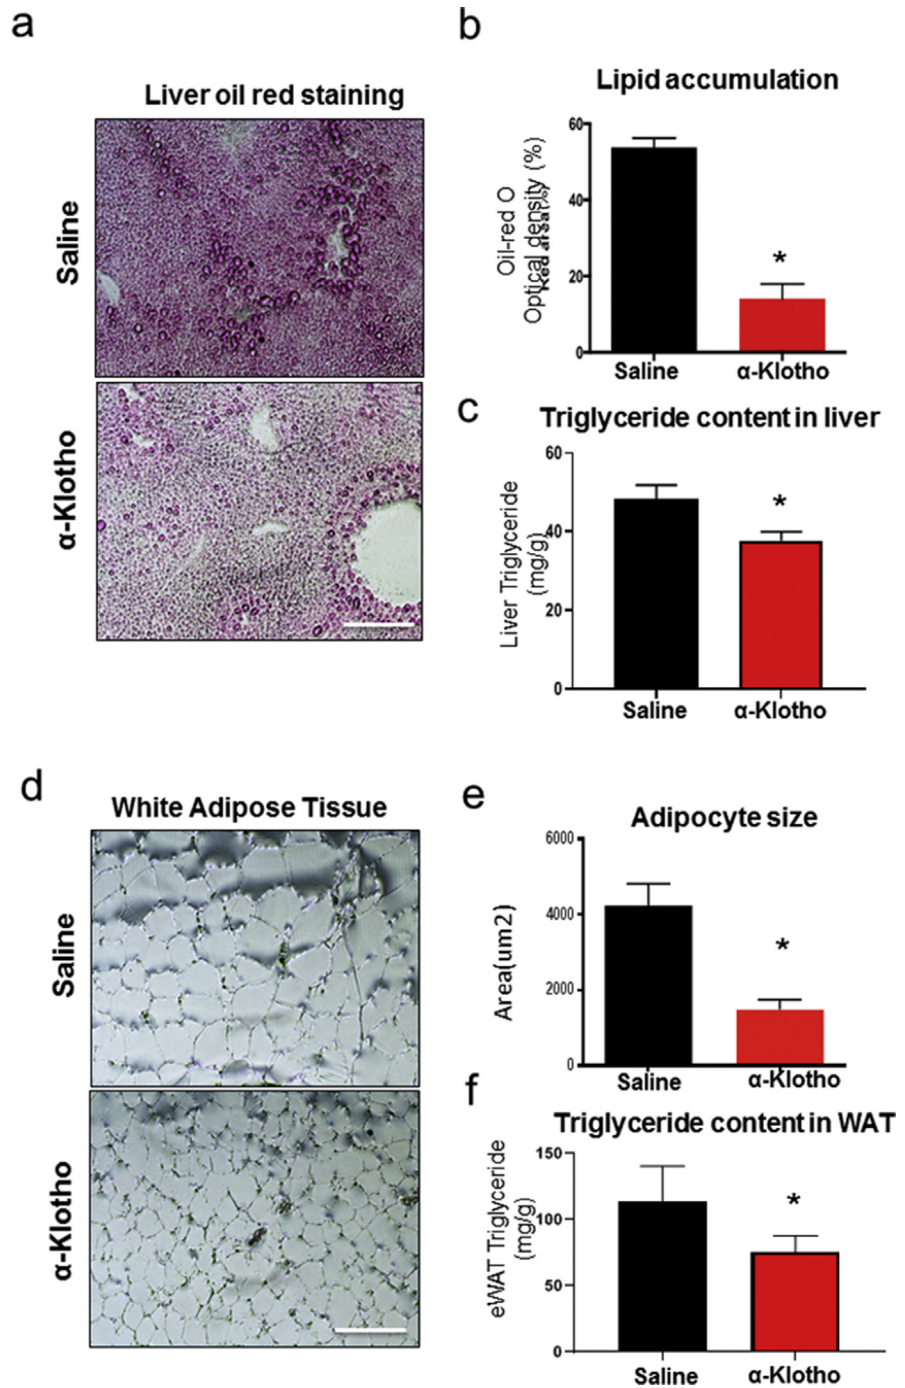 a
Liver oil red staining
Saline
α-Klotho
b
Lipid accumulation
Oil-red O
Optical density (%)
60
40
20
0
*
Saline
α-Klotho
c
Triglyceride content in liver
Liver Triglyceride
(mg/g)
60
40
20
0
*
Saline
α-Klotho
d
White Adipose Tissue
Saline
α-Klotho
e
Adipocyte size
Area(um2)
6000
4000
2000
0
*
Saline
α-Klotho
f
Triglyceride content in WAT
eWAT Triglyceride
(mg/g)
150
100
50
0
*
Saline
α-Klotho